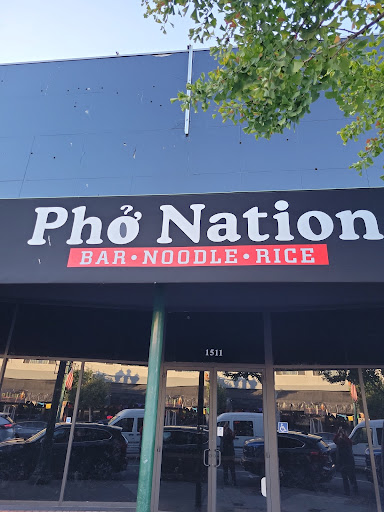 Phở Nation
BAR • NOODLE • RICE
1511